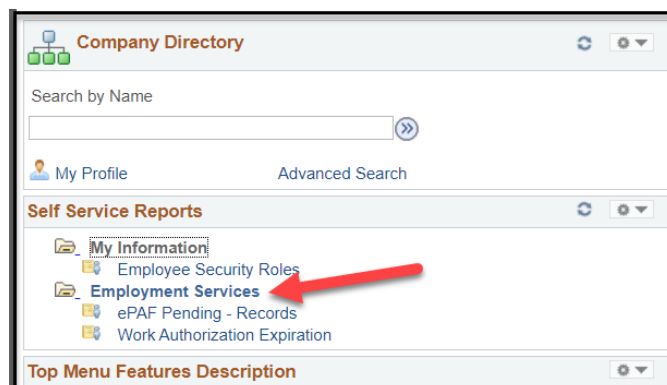 Company Directory
Search by Name
My Profile Advanced Search
Self Service Reports
My Information
Employee Security Roles
Employment Services
ePAF Pending - Records
Work Authorization Expiration
Top Menu Features Description